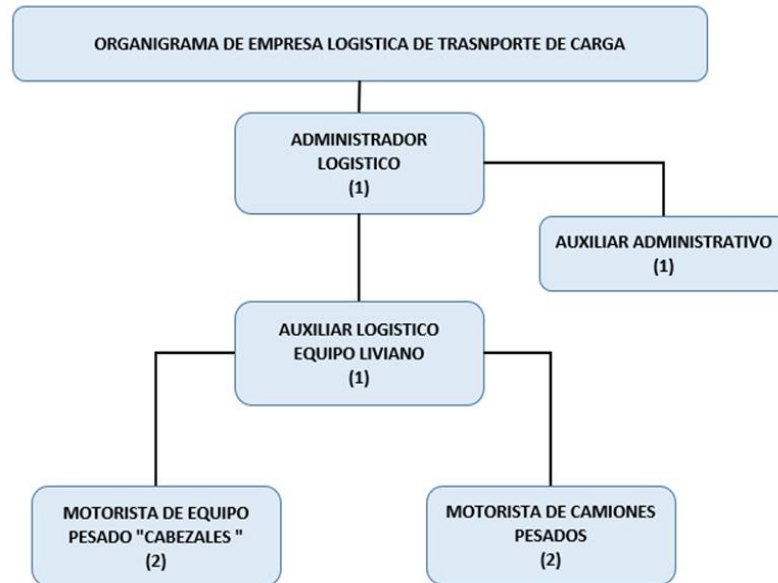 ORGANIGRAMA DE EMPRESA LOGISTICA DE TRASNPORTE DE CARGA
ADMINISTRADOR
LOGISTICO
(1)
AUXILIAR ADMINISTRATIVO
(1)
AUXILIAR LOGISTICO
EQUIPO LIVIANO
(1)
MOTORISTA DE EQUIPO
PESADO "CABEZALES "
(2)
MOTORISTA DE CAMIONES
PESADOS
(2)